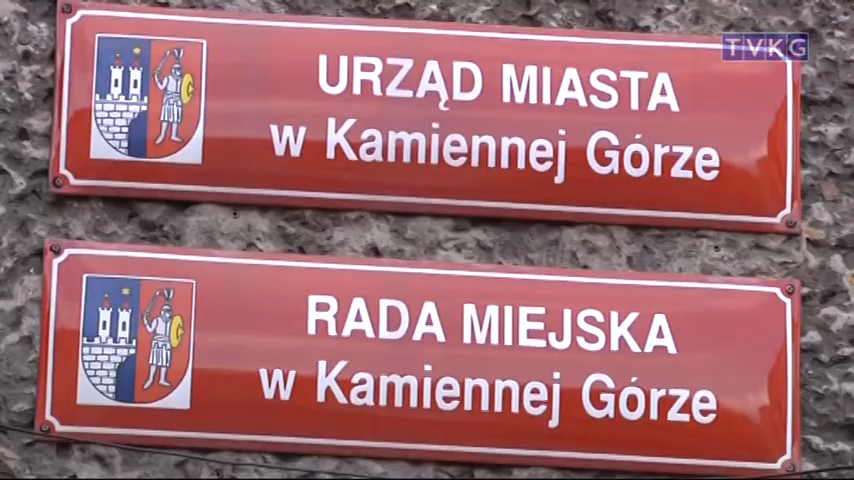 TVKG
URZĄD MIASTA
w Kamiennej Górze
RADA MIEJSKA
w Kamiennej Górze